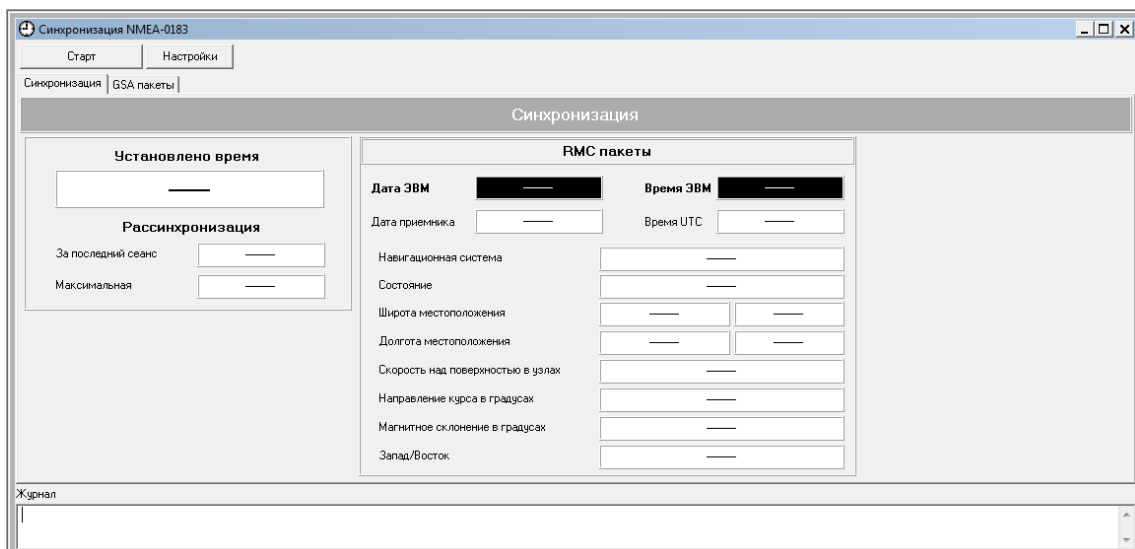 Синхронизация NMEA-0183
Старт Настройки
Синхронизация GSA пакеты
Синхронизация
Установлено время
Рассинхронизация
За последний сеанс
Максимальная
RMC пакеты
Дата ЭВМ Время ЭВМ
Дата приемника Время UTC
Навигационная система
Состояние
Широта местоположения
Долгота местоположения
Скорость над поверхностью в узлах
Направление курса в градусах
Магнитное склонение в градусах
Запад/Восток
Журнал